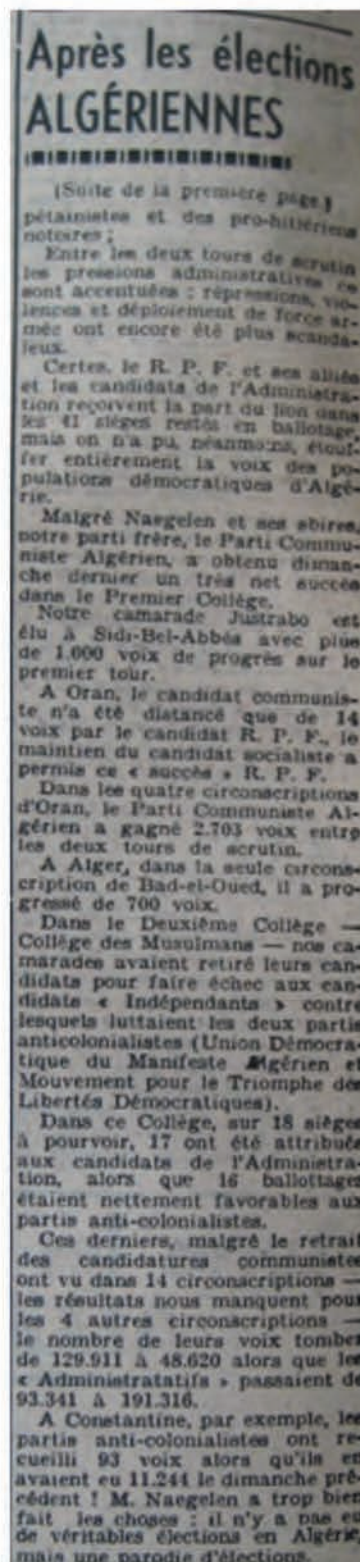 Après les élections
ALGÉRIENNES
(Suite de la première page.)
pétainistes et des pro-hitlériens
notoires ;
Entre les deux tours de scrutin
les pressions administratives se
sont accentuées : répressions, vio-
lences et déploiement de force ar-
mée ont encore été plus scanda-
leux.
Certes, le R. P. F. et ses alliés
et les candidats de l'Administra-
tion reçoivent la part du lion dans
les 41 sièges restés en ballotage,
mais on n'a pu, néanmoins, étouf-
fer entièrement la voix des po-
pulations démocratiques d'Algé-
rie.
Malgré Naegelen et ses sbires,
notre parti frère, le Parti Commu-
niste Algérien, a obtenu diman-
che dernier un très net succès
dans le Premier Collège.
Notre camarade Justrabo est
élu à Sidi-Bel-Abbés avec plus
de 1.000 voix de progrès sur le
premier tour.
A Oran, le candidat communis-
te n'a été distancé que de 14
voix par le candidat R. P. F., le
maintien du candidat socialiste a
permis ce « succès » R. P. F.
Dans les quatre circonscriptions
d'Oran, le Parti Communiste Al-
gérien a gagné 2.703 voix entre
les deux tours de scrutin.
A Alger, dans la seule circons-
cription de Bad-el-Oued, il a pro-
gressé de 700 voix.
Dans le Deuxième Collège —
Collège des Musulmans — nos ca-
marades avaient retiré leurs can-
didats pour faire échec aux can-
didats « Indépendants » contre
lesquels luttaient les deux partis
anticolonialistes (Union Démocra-
tique du Manifeste Algérien et
Mouvement pour le Triomphe des
Libertés Démocratiques).
Dans ce Collège, sur 18 sièges
à pourvoir, 17 ont été attribués
aux candidats de l'Administra-
tion, alors que 16 ballottages
étaient nettement favorables aux
partis anti-colonialistes.
Ces derniers, malgré le retrait
des candidatures communistes
ont vu dans 14 circonscriptions —
les résultats nous manquent pour
les 4 autres circonscriptions —
le nombre de leurs voix tomber
de 129.911 à 48.620 alors que les
« Administratatifs » passaient de
93.341 à 191.316.
A Constantine, par exemple, les
partis anti-colonialistes ont re-
cueilli 93 voix alors qu'ils en
avaient eu 11.244 le dimanche pré-
cédent ! M. Naegelen a trop bien
fait les choses : il n'y a pas eu
de véritables élections en Algérie
mais une parodie d'élections.